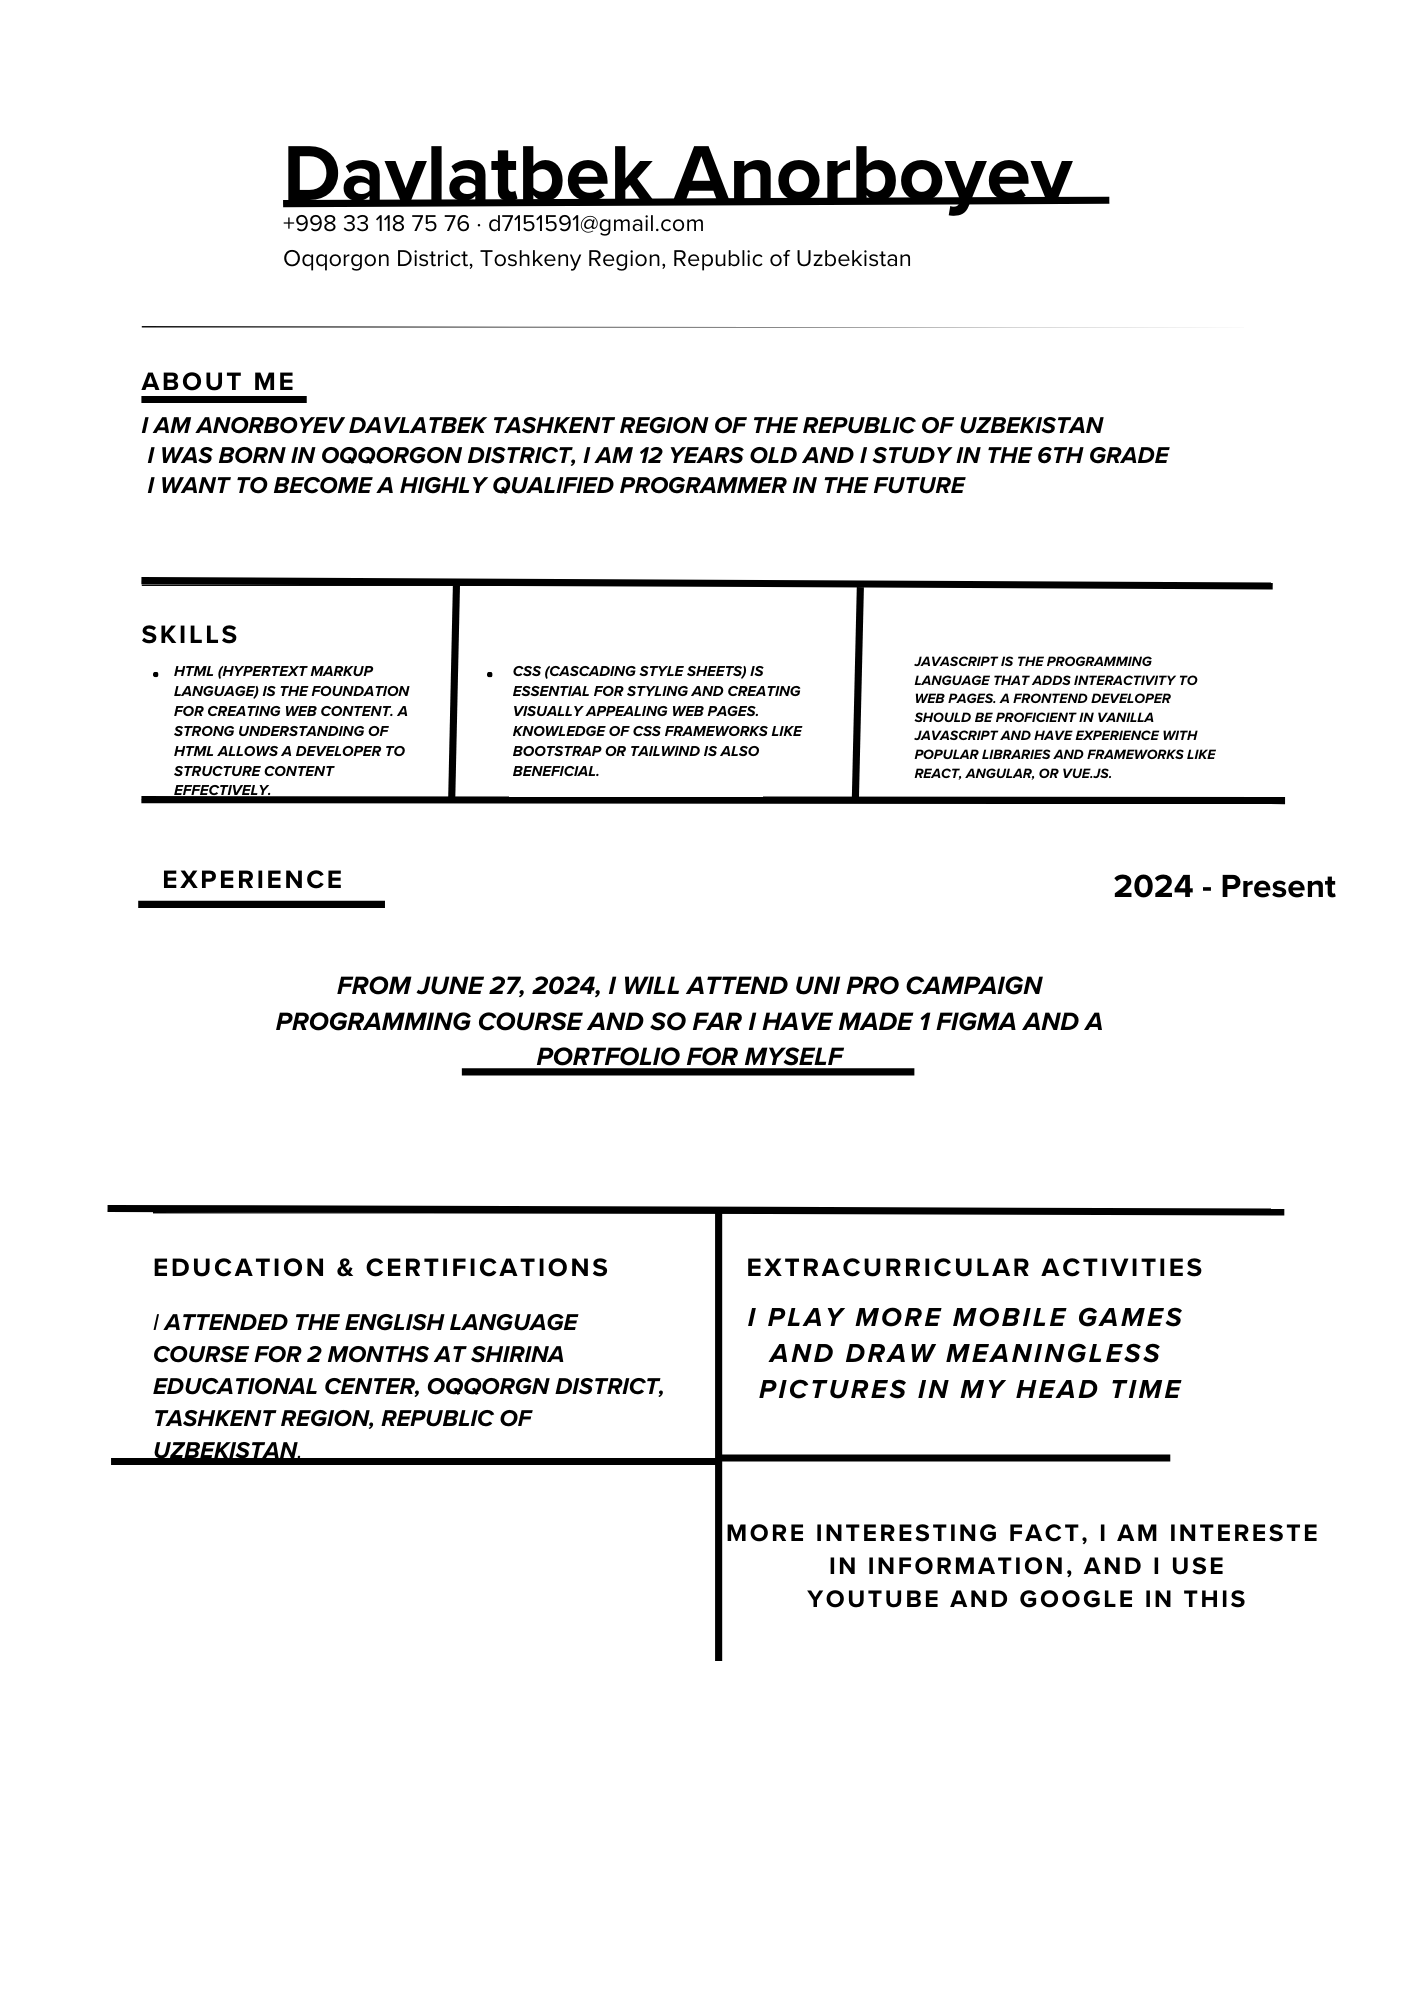 Davlatbek Anorboyev
+998 33 118 75 76 · d7151591@gmail.com
Oqqorgon District, Toshkeny Region, Republic of Uzbekistan
ABOUT ME
I AM ANORBOYEV DAVLATBEK TASHKENT REGION OF THE REPUBLIC OF UZBEKISTAN
I WAS BORN IN OQQORGON DISTRICT, I AM 12 YEARS OLD AND I STUDY IN THE 6TH GRADE
I WANT TO BECOME A HIGHLY QUALIFIED PROGRAMMER IN THE FUTURE
SKILLS
• HTML (HYPERTEXT MARKUP
LANGUAGE) IS THE FOUNDATION
FOR CREATING WEB CONTENT. A
STRONG UNDERSTANDING OF
HTML ALLOWS A DEVELOPER TO
STRUCTURE CONTENT
EFFECTIVELY.
• CSS (CASCADING STYLE SHEETS) IS
ESSENTIAL FOR STYLING AND CREATING
VISUALLY APPEALING WEB PAGES.
KNOWLEDGE OF CSS FRAMEWORKS LIKE
BOOTSTRAP OR TAILWIND IS ALSO
BENEFICIAL.
JAVASCRIPT IS THE PROGRAMMING
LANGUAGE THAT ADDS INTERACTIVITY TO
WEB PAGES. A FRONTEND DEVELOPER
SHOULD BE PROFICIENT IN VANILLA
JAVASCRIPT AND HAVE EXPERIENCE WITH
POPULAR LIBRARIES AND FRAMEWORKS LIKE
REACT, ANGULAR, OR VUE.JS.
EXPERIENCE
2024 - Present
FROM JUNE 27, 2024, I WILL ATTEND UNI PRO CAMPAIGN
PROGRAMMING COURSE AND SO FAR I HAVE MADE 1 FIGMA AND A
PORTFOLIO FOR MYSELF
EDUCATION & CERTIFICATIONS
I ATTENDED THE ENGLISH LANGUAGE
COURSE FOR 2 MONTHS AT SHIRINA
EDUCATIONAL CENTER, OQQORGN DISTRICT,
TASHKENT REGION, REPUBLIC OF
UZBEKISTAN.
EXTRACURRICULAR ACTIVITIES
I PLAY MORE MOBILE GAMES
AND DRAW MEANINGLESS
PICTURES IN MY HEAD TIME
MORE INTERESTING FACT, I AM INTERESTE
IN INFORMATION, AND I USE
YOUTUBE AND GOOGLE IN THIS